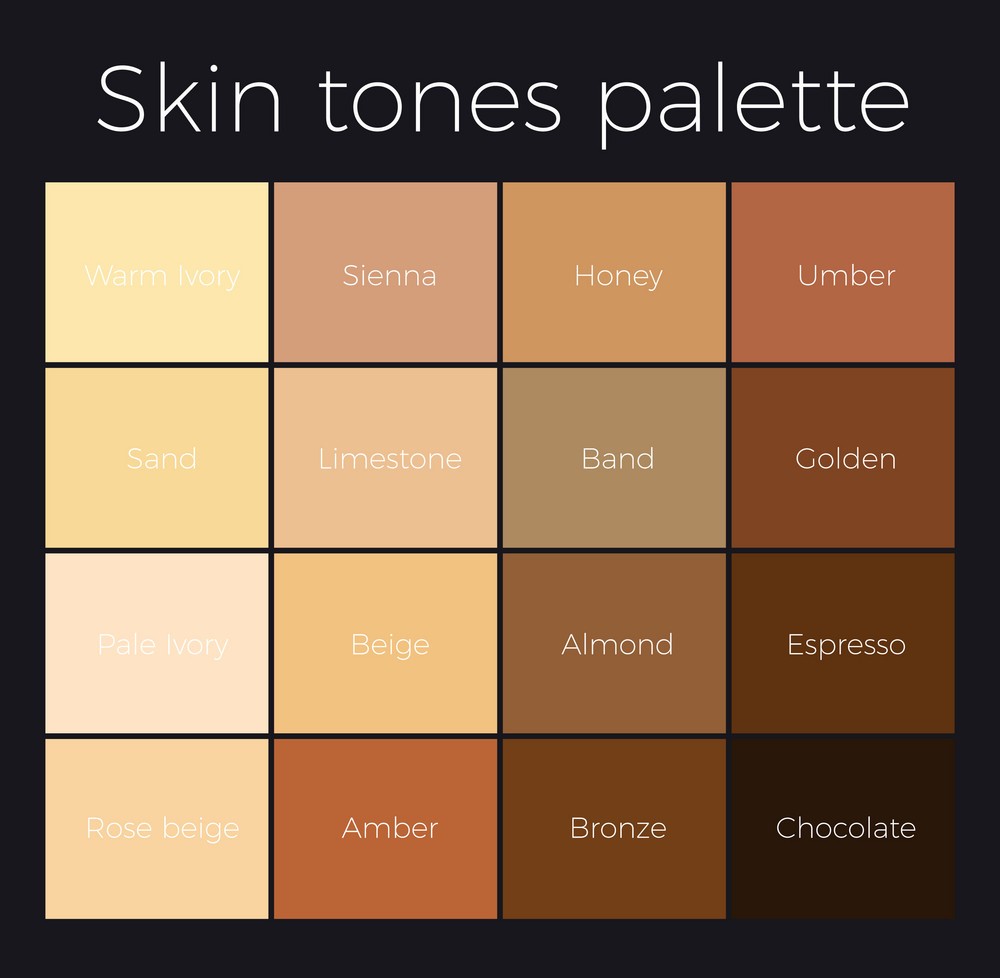 Skin tones palette
Warm Ivory
Sienna
Honey
Umber
Sand
Limestone
Band
Golden
Pale Ivory
Beige
Almond
Espresso
Rose beige
Amber
Bronze
Chocolate